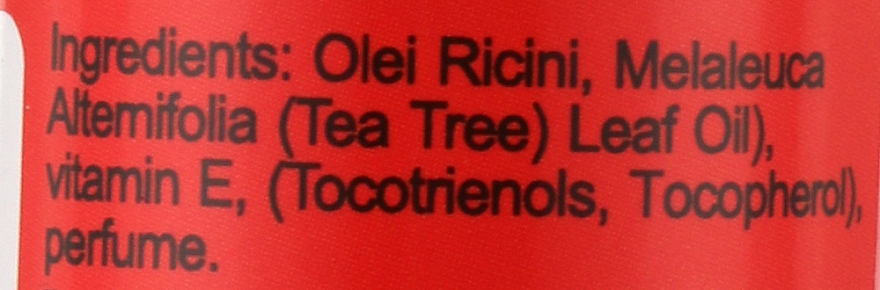 Ingredients: Olei Ricini, Melaleuca
Alternifolia (Tea Tree) Leaf Oil),
vitamin E, (Tocotrienols, Tocopherol),
perfume.